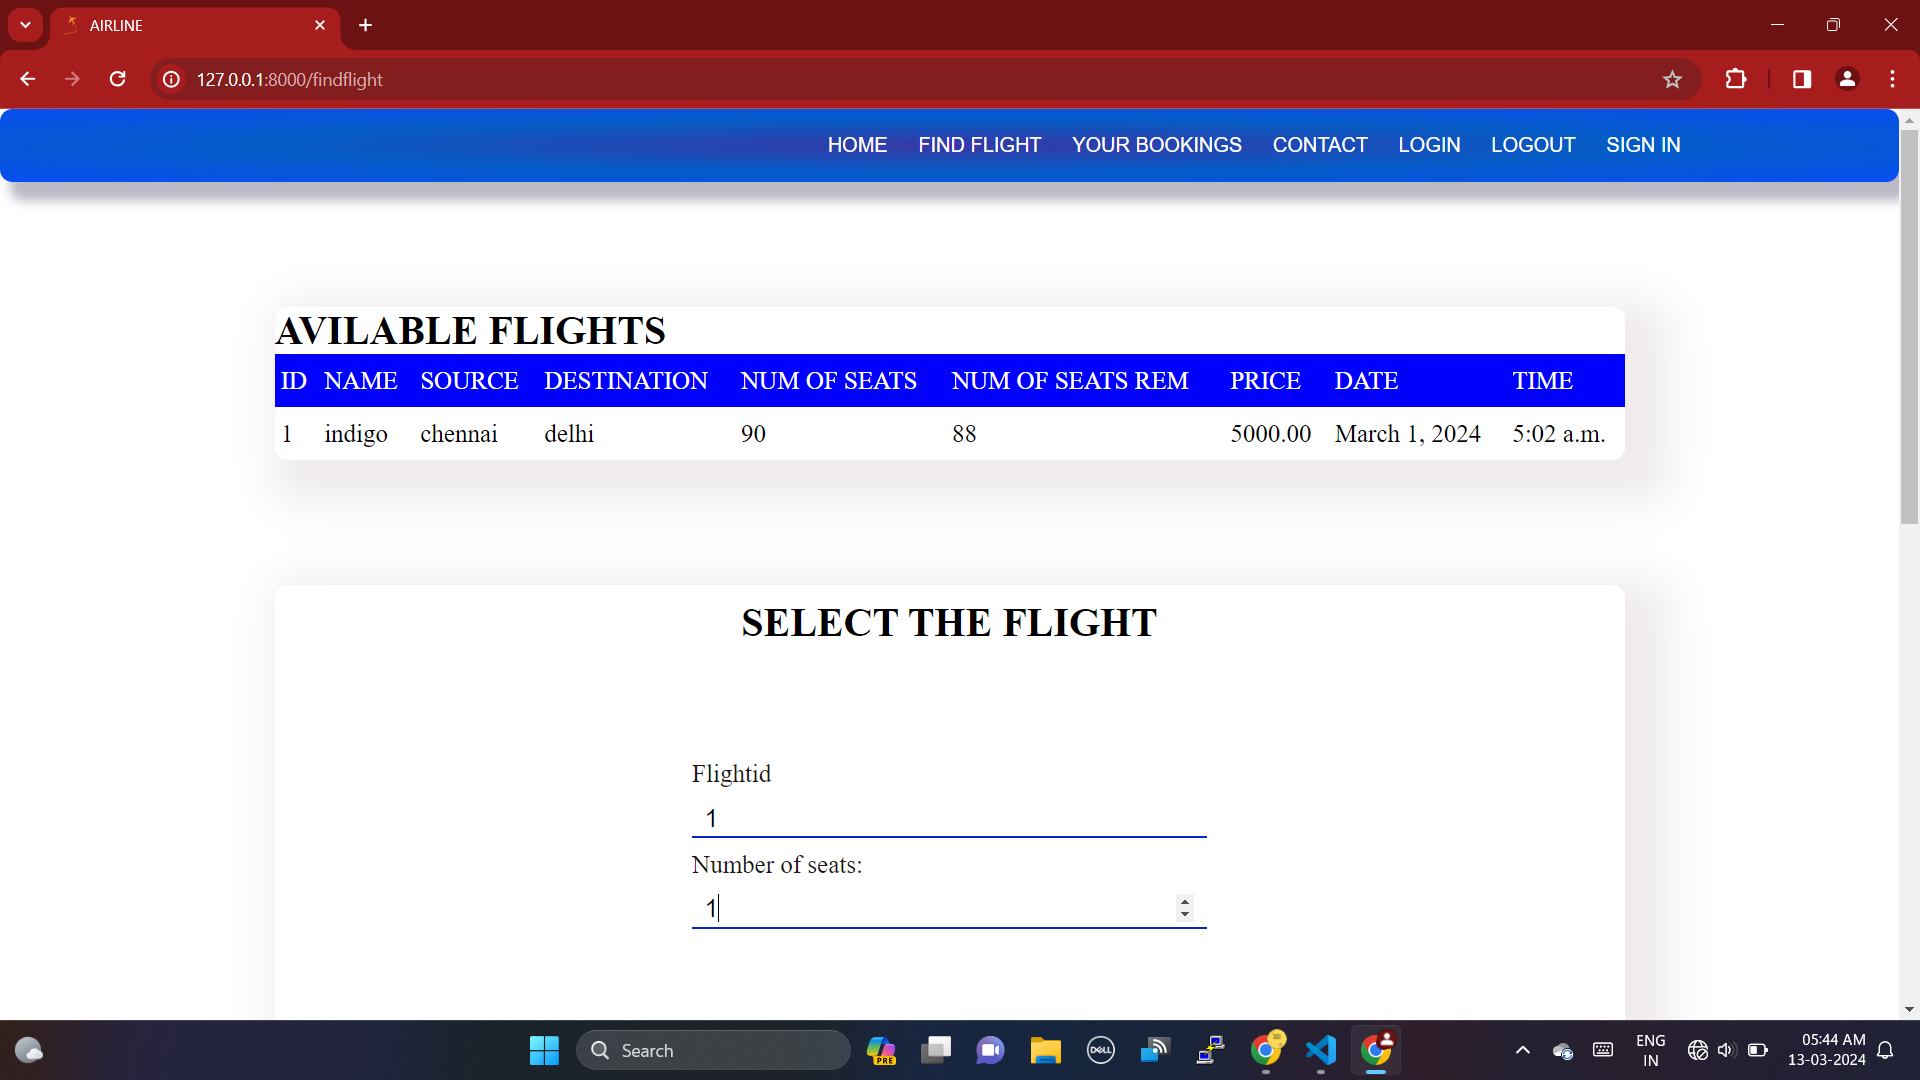 AIRLINE
127.0.0.1:8000/findflight
HOME FIND FLIGHT YOUR BOOKINGS CONTACT LOGIN LOGOUT SIGN IN
AVILABLE FLIGHTS
ID NAME SOURCE DESTINATION NUM OF SEATS NUM OF SEATS REM PRICE DATE TIME
1 indigo chennai delhi 90 88 5000.00 March 1, 2024 5:02 a.m.
SELECT THE FLIGHT
Flightid
1
Number of seats:
1
Search
PRE
DELL
ENG
IN
05:44 AM
13-03-2024